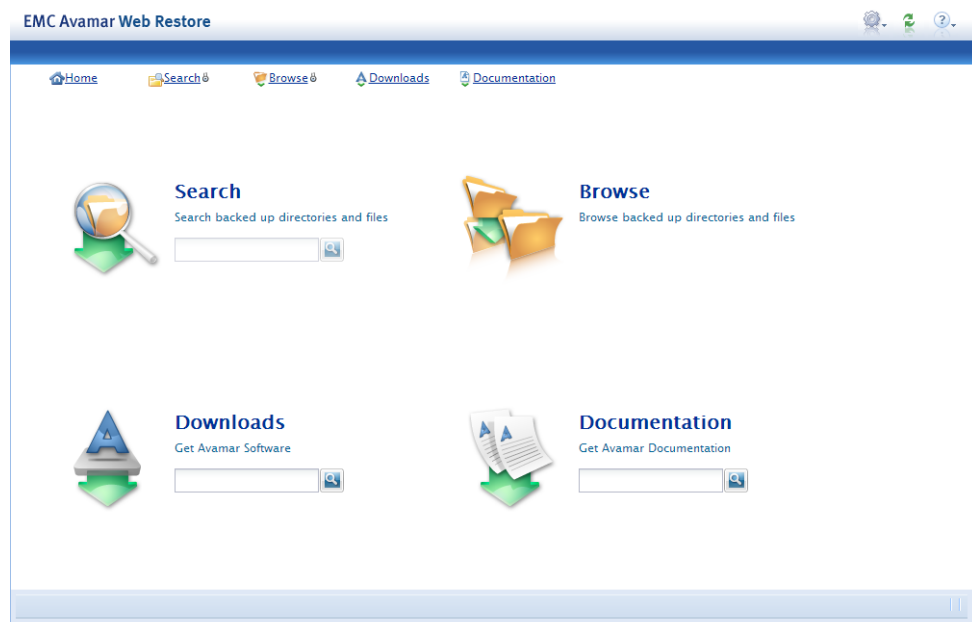 EMC Avamar Web Restore
Home Search Browse Downloads Documentation
Search
Search backed up directories and files
Browse
Browse backed up directories and files
Downloads
Get Avamar Software
Documentation
Get Avamar Documentation